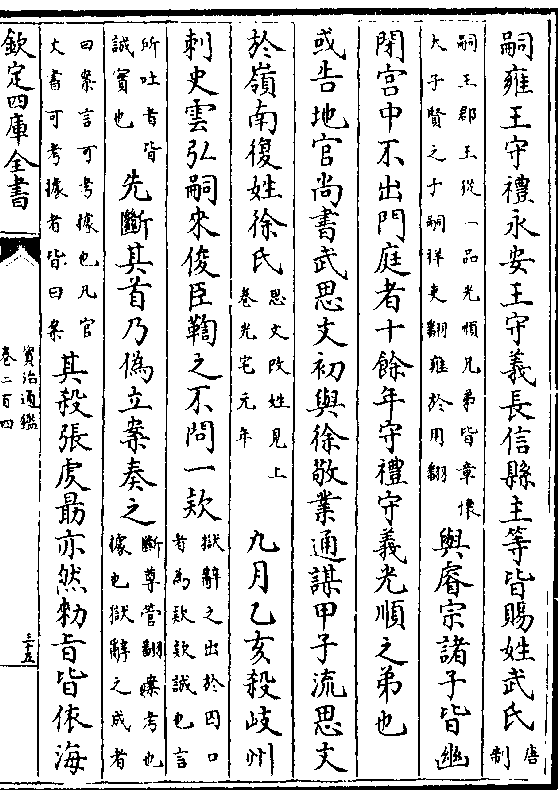 嗣雍王守禮永安王守義長信縣主等皆賜姓武氏唐制
嗣王郡王從一品光順兄弟皆章懷太子賢之子嗣祥吏翻雍於用翻與睿宗諸子皆幽
閉宮中不出門庭者十餘年守禮守義光順之弟也
或告地官尚書武思文初與徐敬業通謀甲子流思文
於嶺南復姓徐氏思文改姓見上卷光宅元年九月乙亥殺岐州
刺史雲弘嗣來俊臣鞫之不問一款獄辭之出於囚口者為款款誠也言
所吐者皆誠實也先斷其首乃偽立案奏之斷尊管翻案考也據也獄辭之成者
曰案言可考據也凡官文書可考據者皆曰案其殺張虔勗亦然勅旨皆依海
欽定四庫全書
資治通鑑
卷二百四
三十五